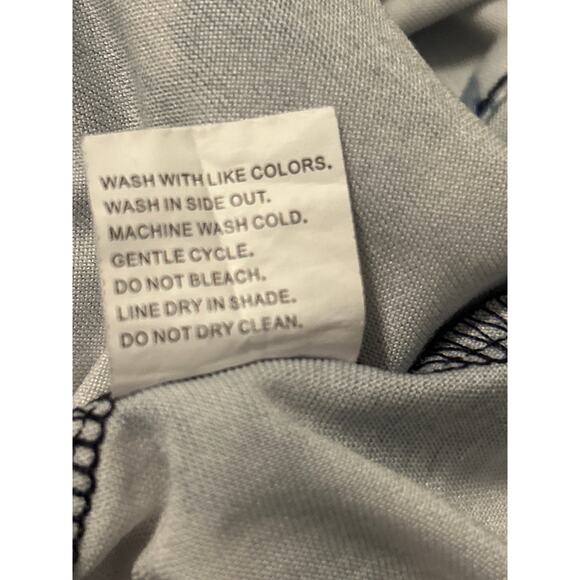 WASH WITH LIKE COLORS.
WASH IN SIDE OUT.
MACHINE WASH COLD.
GENTLE CYCLE.
DO NOT BLEACH.
LINE DRY IN SHADE.
DO NOT DRY CLEAN.